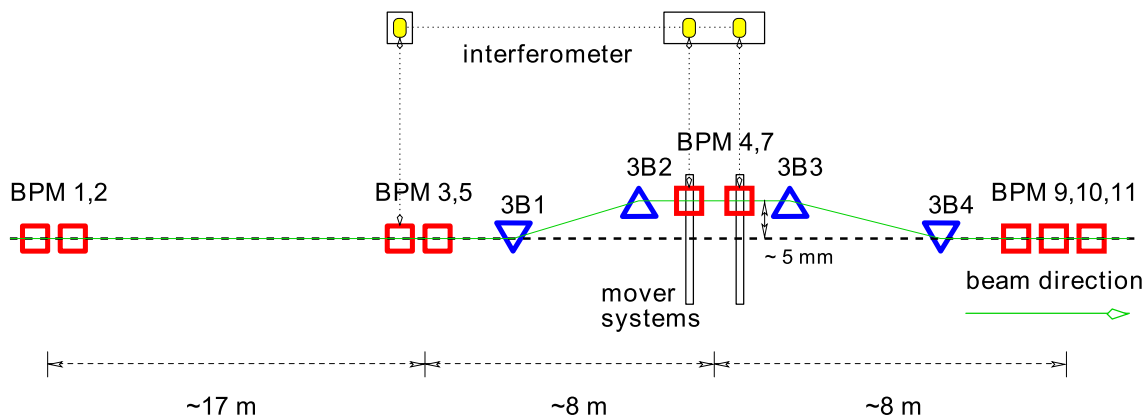 interferometer
BPM 4,7
3B2
3B3
BPM 1,2
BPM 3,5
3B1
3B4
BPM 9,10,11
~ 5 mm
beam direction
mover
systems
~17 m
~8 m
~8 m